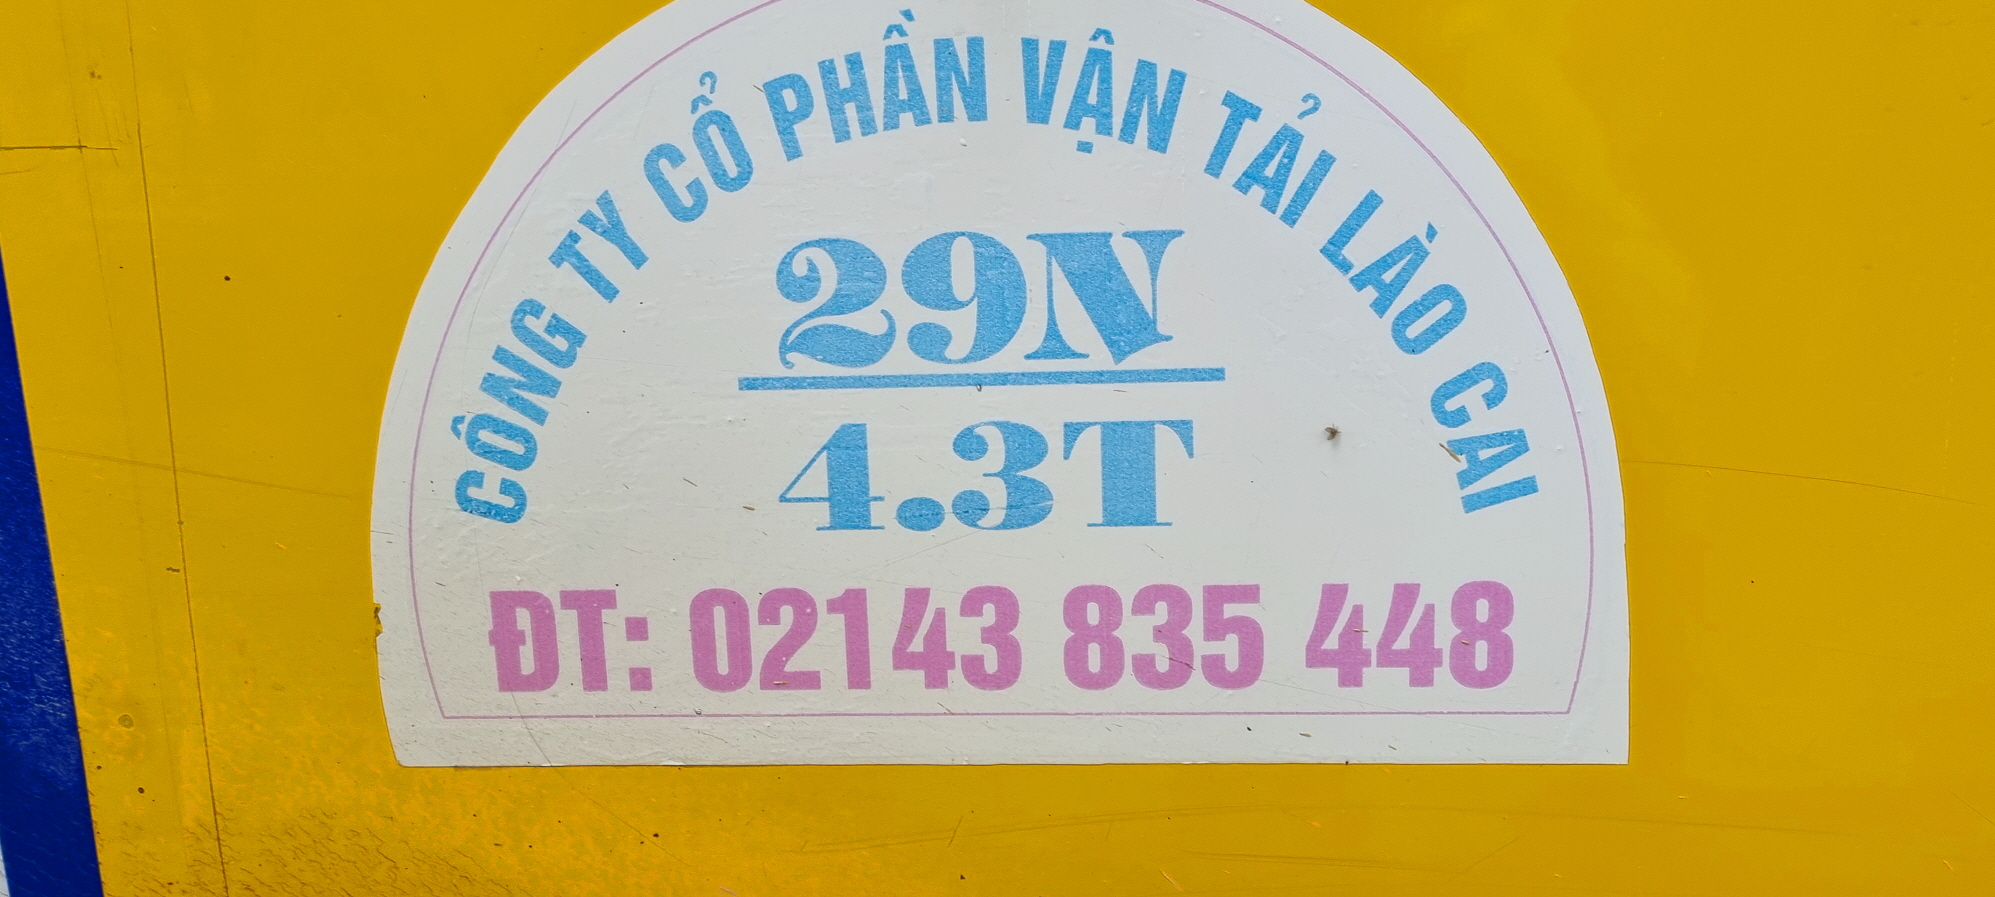 CÔNG TY CỔ PHẦN VẬN TẢI LÀO CAI
29N
4.3T
ĐT: 02143 835 448